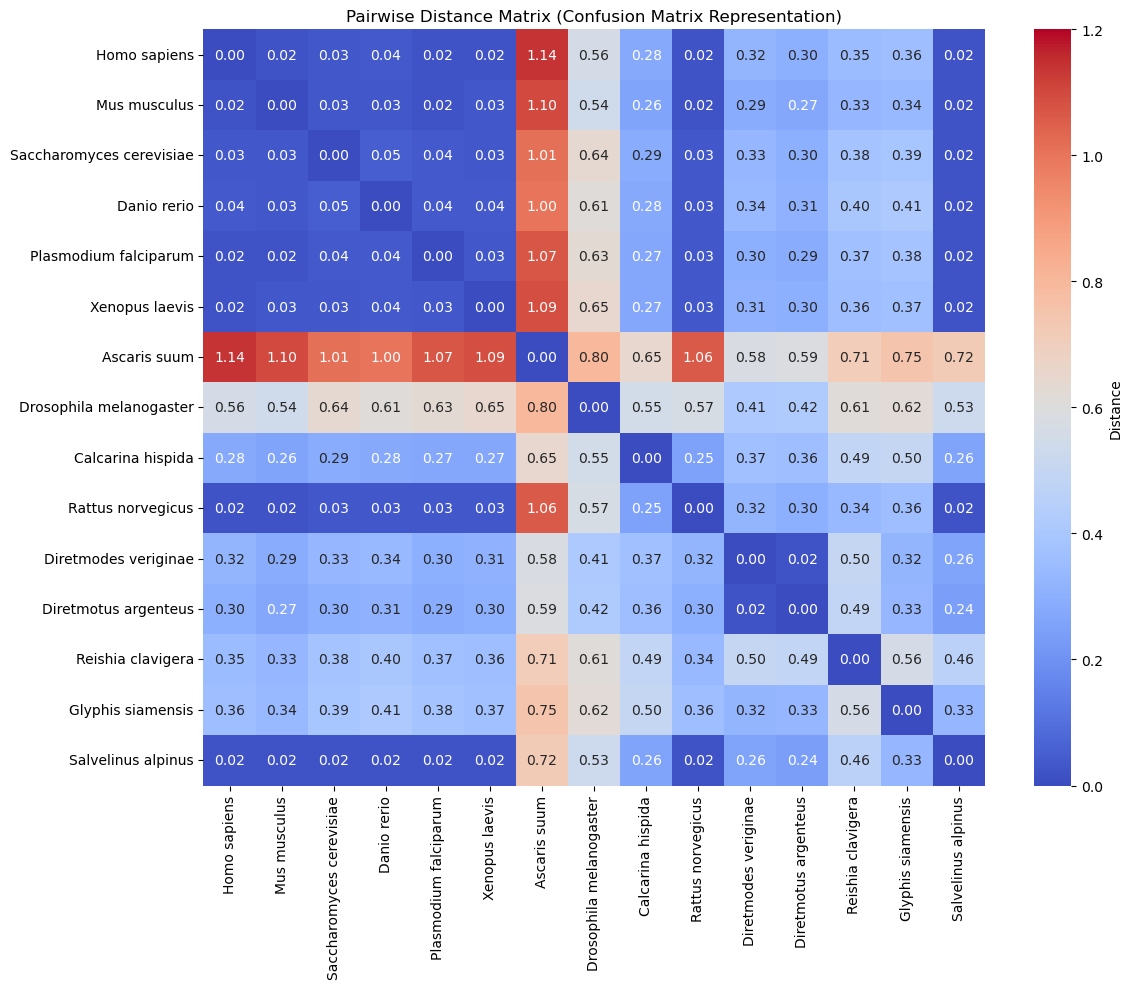 Pairwise Distance Matrix (Confusion Matrix Representation)
Homo sapiens 0.00 0.02 0.03 0.04 0.02 0.02 1.14 0.56 0.28 0.02 0.32 0.30 0.35 0.36 0.02
Mus musculus 0.02 0.00 0.03 0.03 0.02 0.03 1.10 0.54 0.26 0.02 0.29 0.27 0.33 0.34 0.02
Saccharomyces cerevisiae 0.03 0.03 0.00 0.05 0.04 0.03 1.01 0.64 0.29 0.03 0.33 0.30 0.38 0.39 0.02
Danio rerio 0.04 0.03 0.05 0.00 0.04 0.04 1.00 0.61 0.28 0.03 0.34 0.31 0.40 0.41 0.02
Plasmodium falciparum 0.02 0.02 0.04 0.04 0.00 0.03 1.07 0.63 0.27 0.03 0.30 0.29 0.37 0.38 0.02
Xenopus laevis 0.02 0.03 0.03 0.04 0.03 0.00 1.09 0.65 0.27 0.03 0.31 0.30 0.36 0.37 0.02
Ascaris suum 1.14 1.10 1.01 1.00 1.07 1.09 0.00 0.80 0.65 1.06 0.58 0.59 0.71 0.75 0.72
Drosophila melanogaster 0.56 0.54 0.64 0.61 0.63 0.65 0.80 0.00 0.55 0.57 0.41 0.42 0.61 0.62 0.53
Calcarina hispida 0.28 0.26 0.29 0.28 0.27 0.27 0.65 0.55 0.00 0.25 0.37 0.36 0.49 0.50 0.26
Rattus norvegicus 0.02 0.02 0.03 0.03 0.03 0.03 1.06 0.57 0.25 0.00 0.32 0.30 0.34 0.36 0.02
Diretmodes veriginae 0.32 0.29 0.33 0.34 0.30 0.31 0.58 0.41 0.37 0.32 0.00 0.02 0.50 0.32 0.26
Diretmotus argenteus 0.30 0.27 0.30 0.31 0.29 0.30 0.59 0.42 0.36 0.30 0.02 0.00 0.49 0.33 0.24
Reishia clavigera 0.35 0.33 0.38 0.40 0.37 0.36 0.71 0.61 0.49 0.34 0.50 0.49 0.00 0.56 0.46
Glyphis siamensis 0.36 0.34 0.39 0.41 0.38 0.37 0.75 0.62 0.50 0.36 0.32 0.33 0.56 0.00 0.33
Salvelinus alpinus 0.02 0.02 0.02 0.02 0.02 0.02 0.72 0.53 0.26 0.02 0.26 0.24 0.46 0.33 0.00
Homo sapiens
Mus musculus
Saccharomyces cerevisiae
Danio rerio
Plasmodium falciparum
Xenopus laevis
Ascaris suum
Drosophila melanogaster
Calcarina hispida
Rattus norvegicus
Diretmodes veriginae
Diretmotus argenteus
Reishia clavigera
Glyphis siamensis
Salvelinus alpinus
1.2
1.0
0.8
0.6
0.4
0.2
0.0
Distance